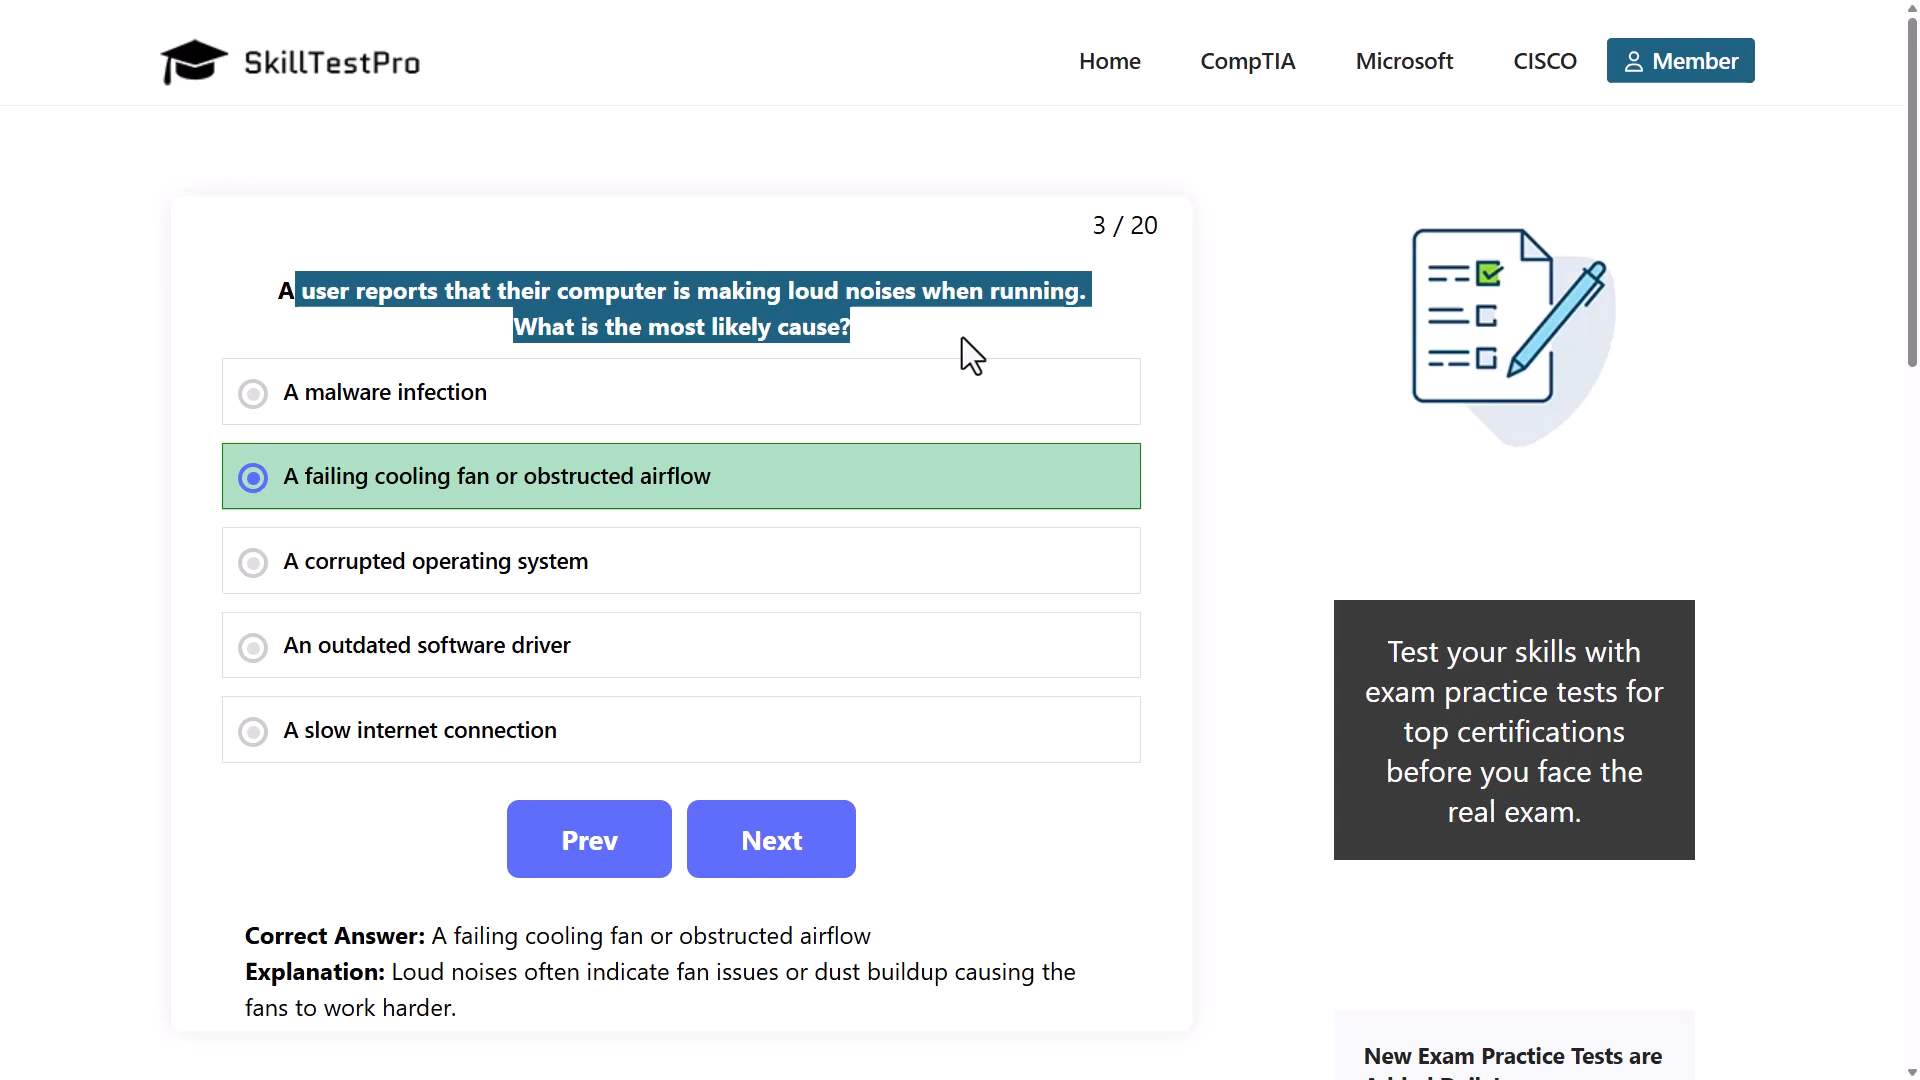 SkillTestPro
Home
CompTIA
Microsoft
CISCO
Member
3 / 20
A user reports that their computer is making loud noises when running.
What is the most likely cause?
A malware infection
A failing cooling fan or obstructed airflow
A corrupted operating system
An outdated software driver
A slow internet connection
Prev
Next
Correct Answer: A failing cooling fan or obstructed airflow
Explanation: Loud noises often indicate fan issues or dust buildup causing the
fans to work harder.
Test your skills with
exam practice tests for
top certifications
before you face the
real exam.
New Exam Practice Tests are